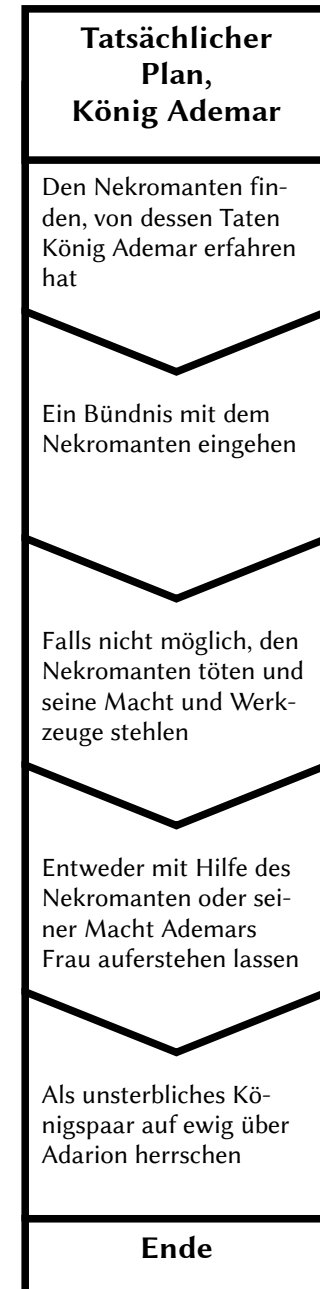 Tatsächlicher
Plan,
König Ademar
Den Nekromanten fin-
den, von dessen Taten
König Ademar erfahren
hat
Ein Bündnis mit dem
Nekromanten eingehen
Falls nicht möglich, den
Nekromanten töten und
seine Macht und Werk-
zeuge stehlen
Entweder mit Hilfe des
Nekromanten oder sei-
ner Macht Ademars
Frau auferstehen lassen
Als unsterbliches Kö-
nigspaar auf ewig über
Adarion herrschen
Ende